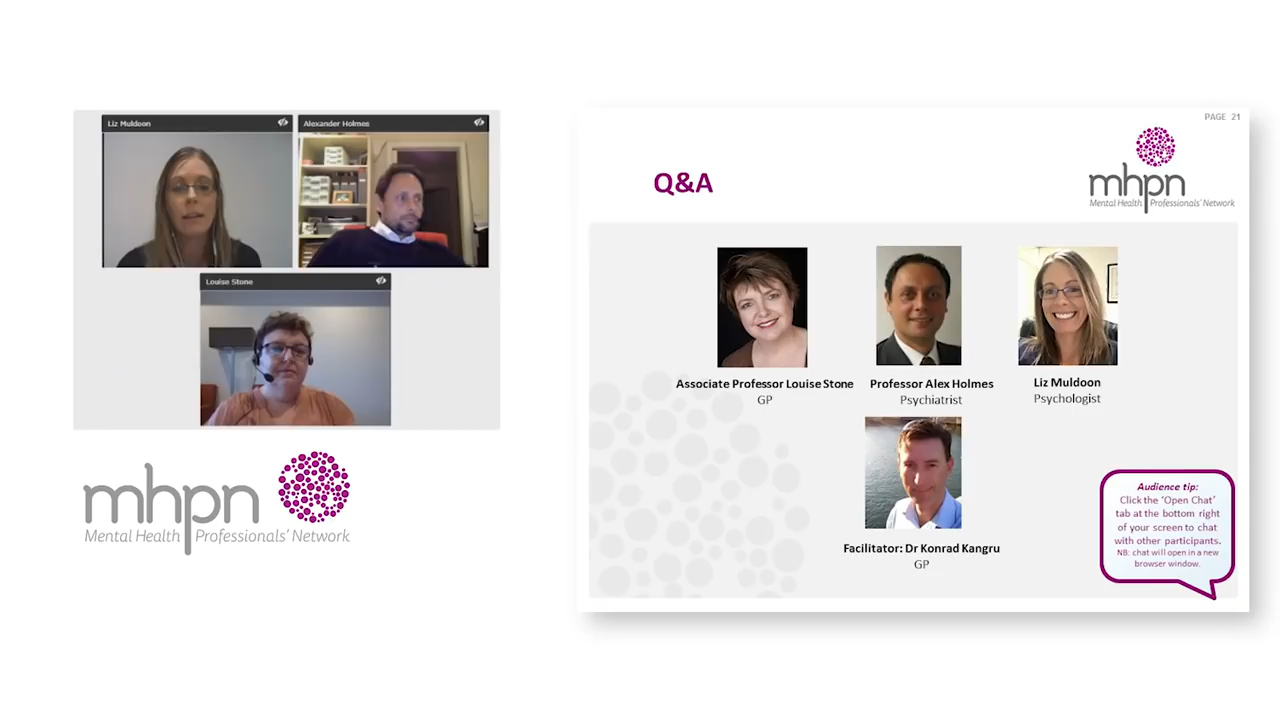 Liz Muldoon
Alexander Holmes
Louise Stone
mhpn
Mental Health Professionals' Network
PAGE 21
Q&A
mhpn
Mental Health Professionals' Network
Associate Professor Louise Stone
GP
Professor Alex Holmes
Psychiatrist
Liz Muldoon
Psychologist
Facilitator: Dr Konrad Kangru
GP
Audience tip:
Click the 'Open Chat'
tab at the bottom right
of your screen to chat
with other participants.
NB: chat will open in a new
browser window.